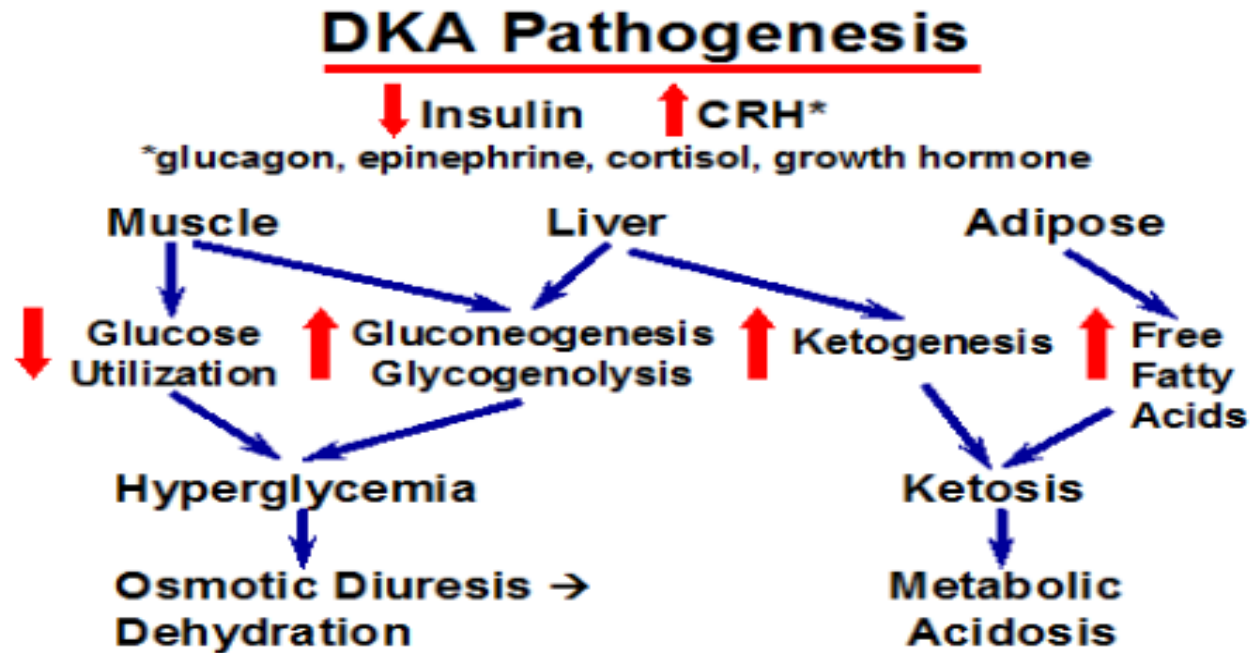 DKA Pathogenesis
Insulin CRH*
*glucagon, epinephrine, cortisol, growth hormone
Muscle Liver Adipose
Glucose
Utilization
Gluconeogenesis
Glycogenolysis
Ketogenesis
Free
Fatty
Acids
Hyperglycemia
Ketosis
Osmotic Diuresis →
Dehydration
Metabolic
Acidosis